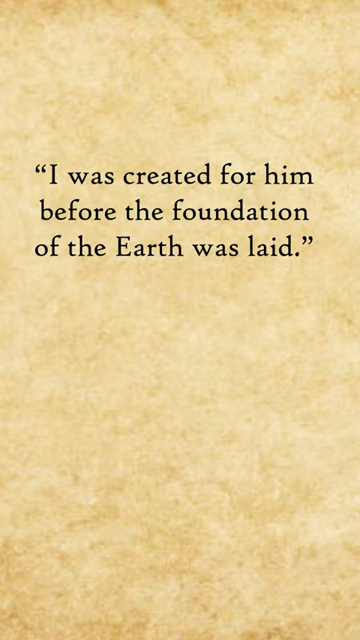 “I was created for him
before the foundation
of the Earth was laid.”